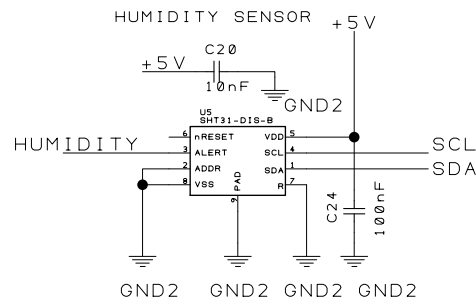 HUMIDITY SENSOR
+5V
C20
+5V
10nF
GND2
U5
SHT31-DIS-B
6 nRESET VDD 5
HUMIDITY 3 ALERT SCL 4 SCL
2 ADDR SDA 1 SDA
8 VSS R 7
PAD
9
C24
100nF
GND2 GND2 GND2 GND2